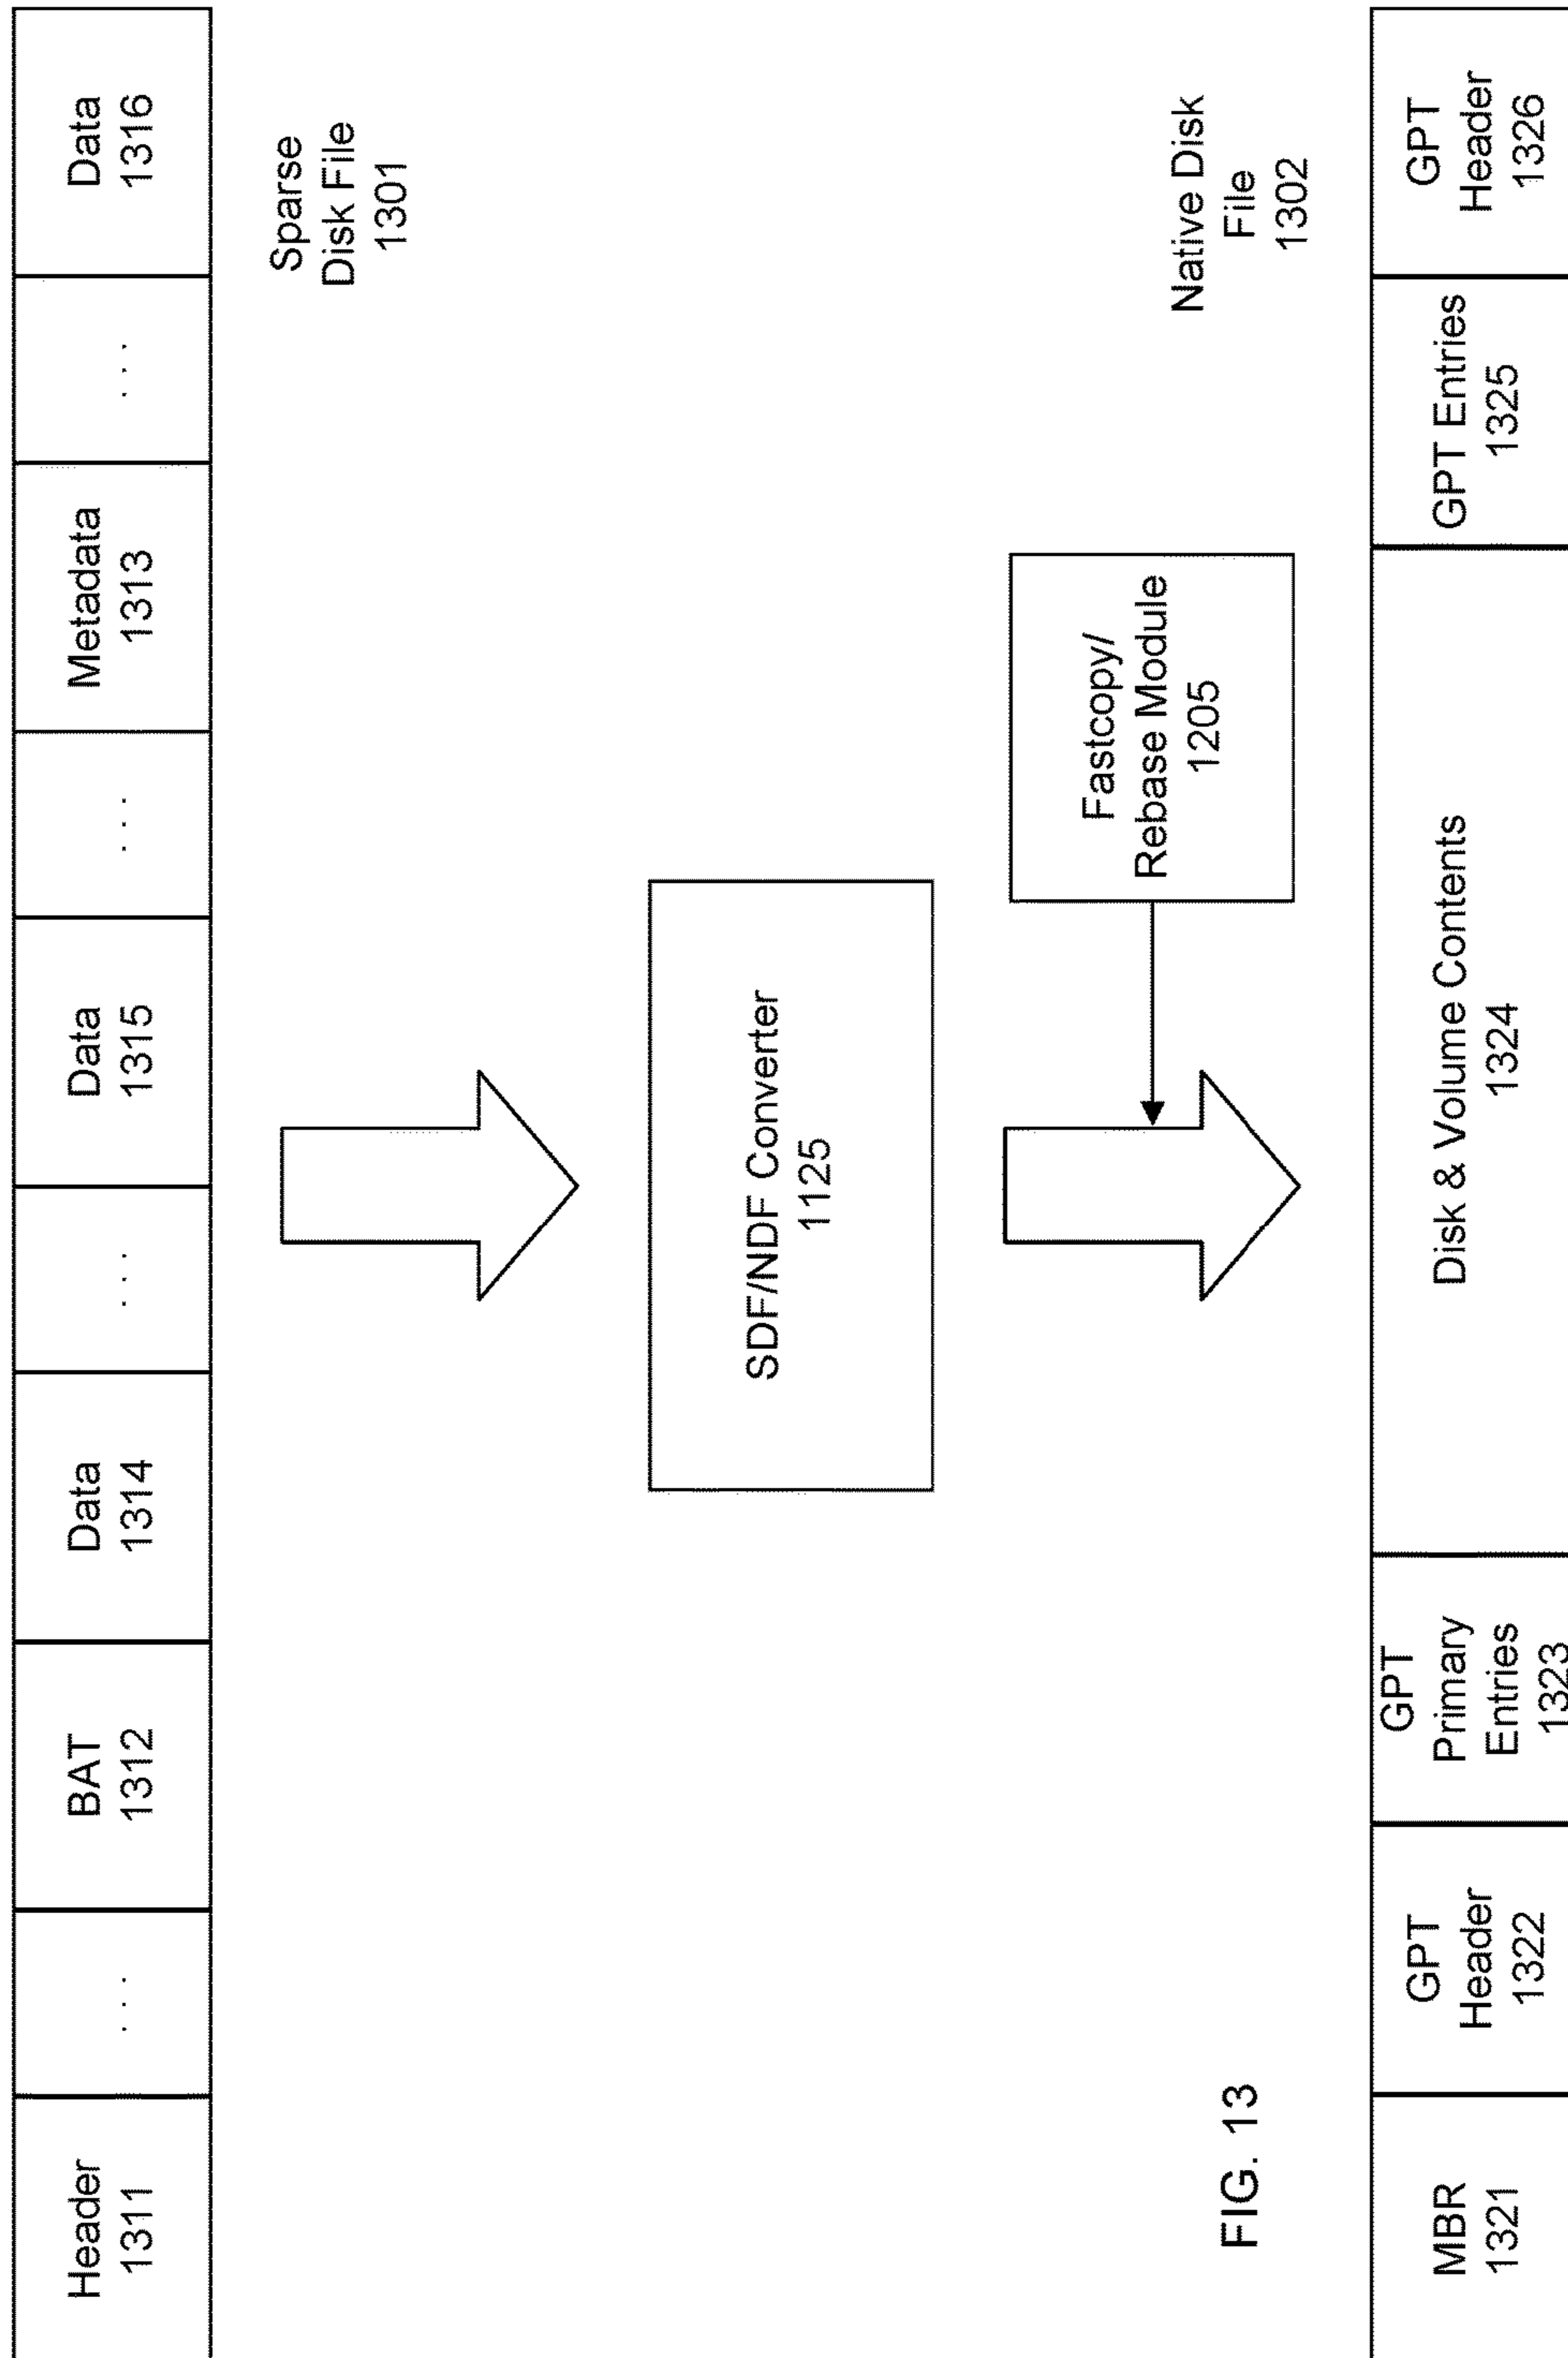 Header
1311
. . .
BAT
1312
Data
1314
. . .
Data
1315
. . .
Metadata
1313
. . .
Data
1316
Sparse
Disk File
1301
SDF/NDF Converter
1125
Fastcopy/
Rebase Module
1205
Native Disk
File
1302
FIG. 13
MBR
1321
GPT
Header
1322
GPT
Primary
Entries
1323
Disk & Volume Contents
1324
GPT Entries
1325
GPT
Header
1326